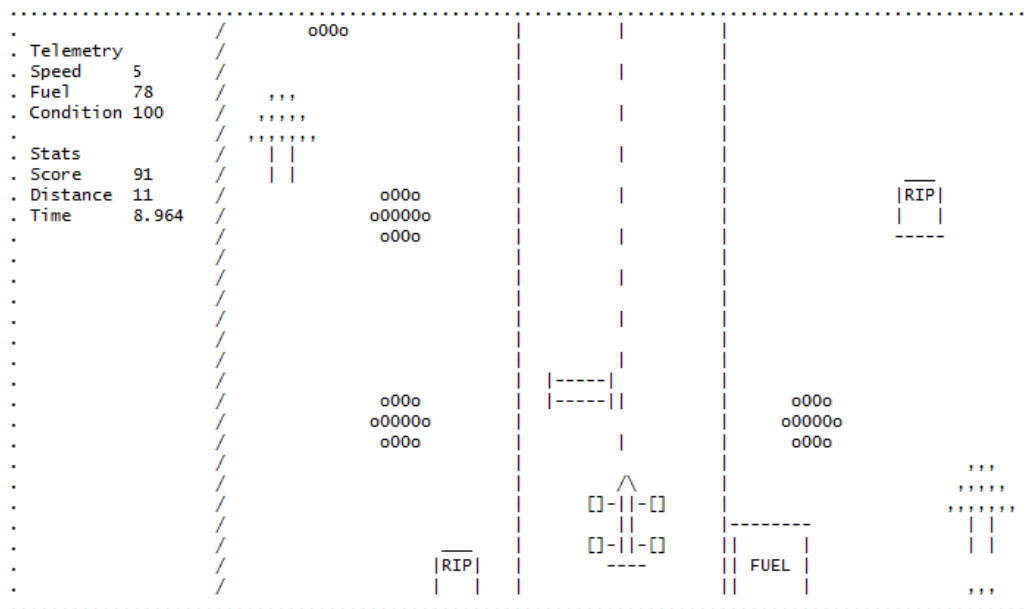 Telemetry
Speed 5
Fuel 78
Condition 100
Stats
Score 91
RIP
Distance 11
Time 8.964
RIP
FUEL